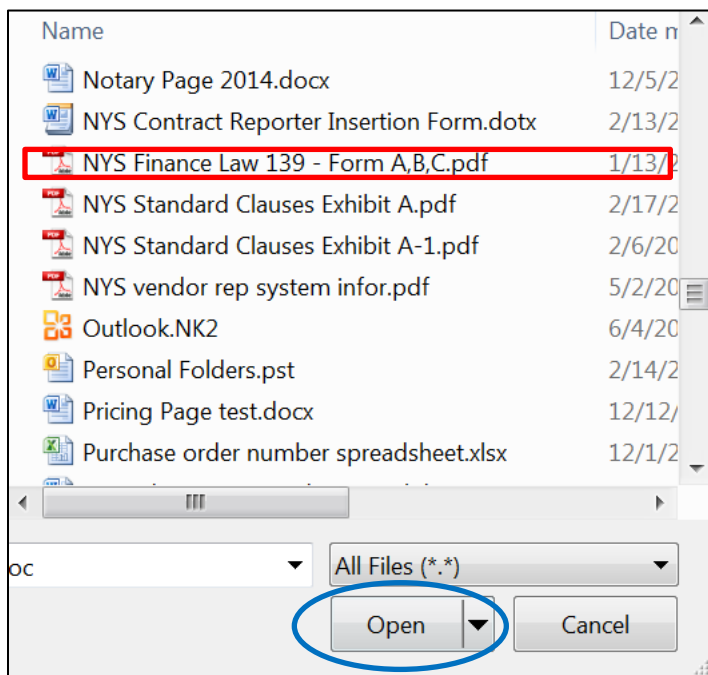 Name Date m
Notary Page 2014.docx 12/5/2
NYS Contract Reporter Insertion Form.dotx 2/13/2
NYS Finance Law 139 - Form A,B,C.pdf 1/13/2
NYS Standard Clauses Exhibit A.pdf 2/17/2
NYS Standard Clauses Exhibit A-1.pdf 2/6/20
NYS vendor rep system infor.pdf 5/2/20
Outlook.NK2 6/4/20
Personal Folders.pst 2/14/2
Pricing Page test.docx 12/12/
Purchase order number spreadsheet.xlsx 12/1/2
oc All Files (*.*)
Open Cancel